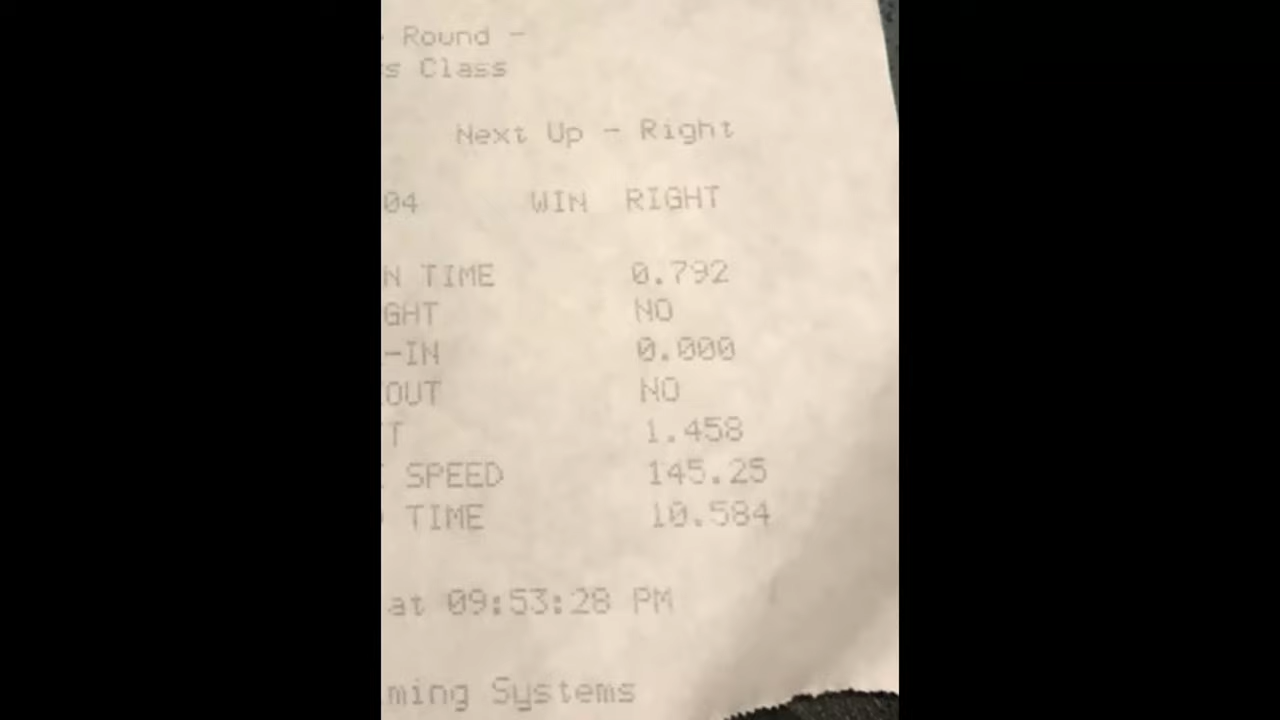 Round -
s Class
Next Up - Right
04 WIN RIGHT
N TIME 0.792
GHT NO
-IN 0.000
OUT NO
T 1.458
SPEED 145.25
TIME 10.584
at 09:53:28 PM
ming Systems